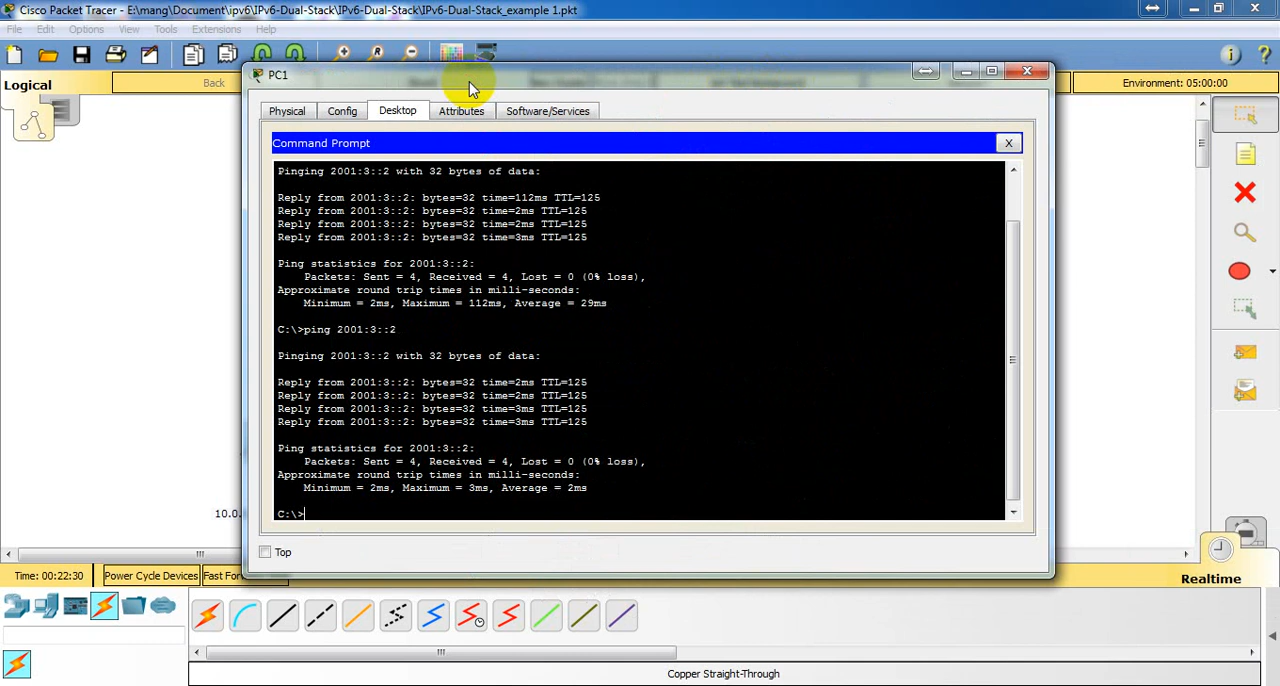 Cisco Packet Tracer - E:\mang\Document\ipv6\IPv6-Dual-Stack\IPv6-Dual-Stack\IPv6-Dual-Stack_example 1.pkt
File Edit Options View Tools Extensions Help
Logical
Back
Environment: 05:00:00
PC1
Physical Config Desktop Attributes Software/Services
Command Prompt
X
Pinging 2001:3::2 with 32 bytes of data:
Reply from 2001:3::2: bytes=32 time=112ms TTL=125
Reply from 2001:3::2: bytes=32 time=2ms TTL=125
Reply from 2001:3::2: bytes=32 time=2ms TTL=125
Reply from 2001:3::2: bytes=32 time=3ms TTL=125
Ping statistics for 2001:3::2:
Packets: Sent = 4, Received = 4, Lost = 0 (0% loss),
Approximate round trip times in milli-seconds:
Minimum = 2ms, Maximum = 112ms, Average = 29ms
C:\>ping 2001:3::2
Pinging 2001:3::2 with 32 bytes of data:
Reply from 2001:3::2: bytes=32 time=2ms TTL=125
Reply from 2001:3::2: bytes=32 time=2ms TTL=125
Reply from 2001:3::2: bytes=32 time=3ms TTL=125
Reply from 2001:3::2: bytes=32 time=3ms TTL=125
Ping statistics for 2001:3::2:
Packets: Sent = 4, Received = 4, Lost = 0 (0% loss),
Approximate round trip times in milli-seconds:
Minimum = 2ms, Maximum = 3ms, Average = 2ms
C:\>
10.0.
Top
Time: 00:22:30
Power Cycle Devices
Fast For
Realtime
Copper Straight-Through